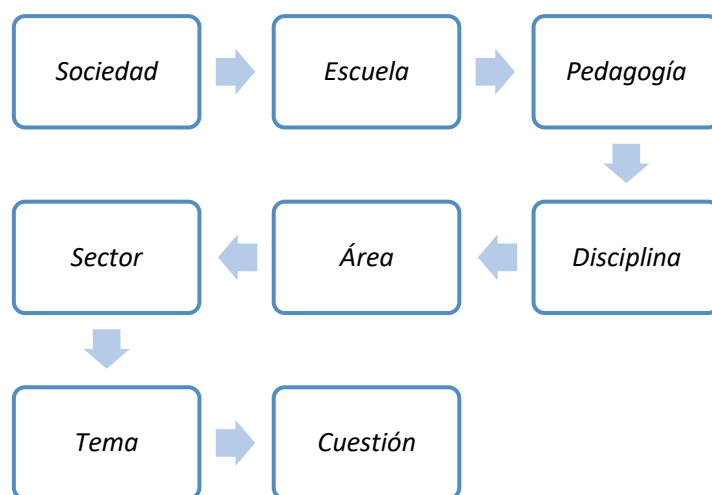 Sociedad
Escuela
Pedagogía
Disciplina
Área
Sector
Tema
Cuestión